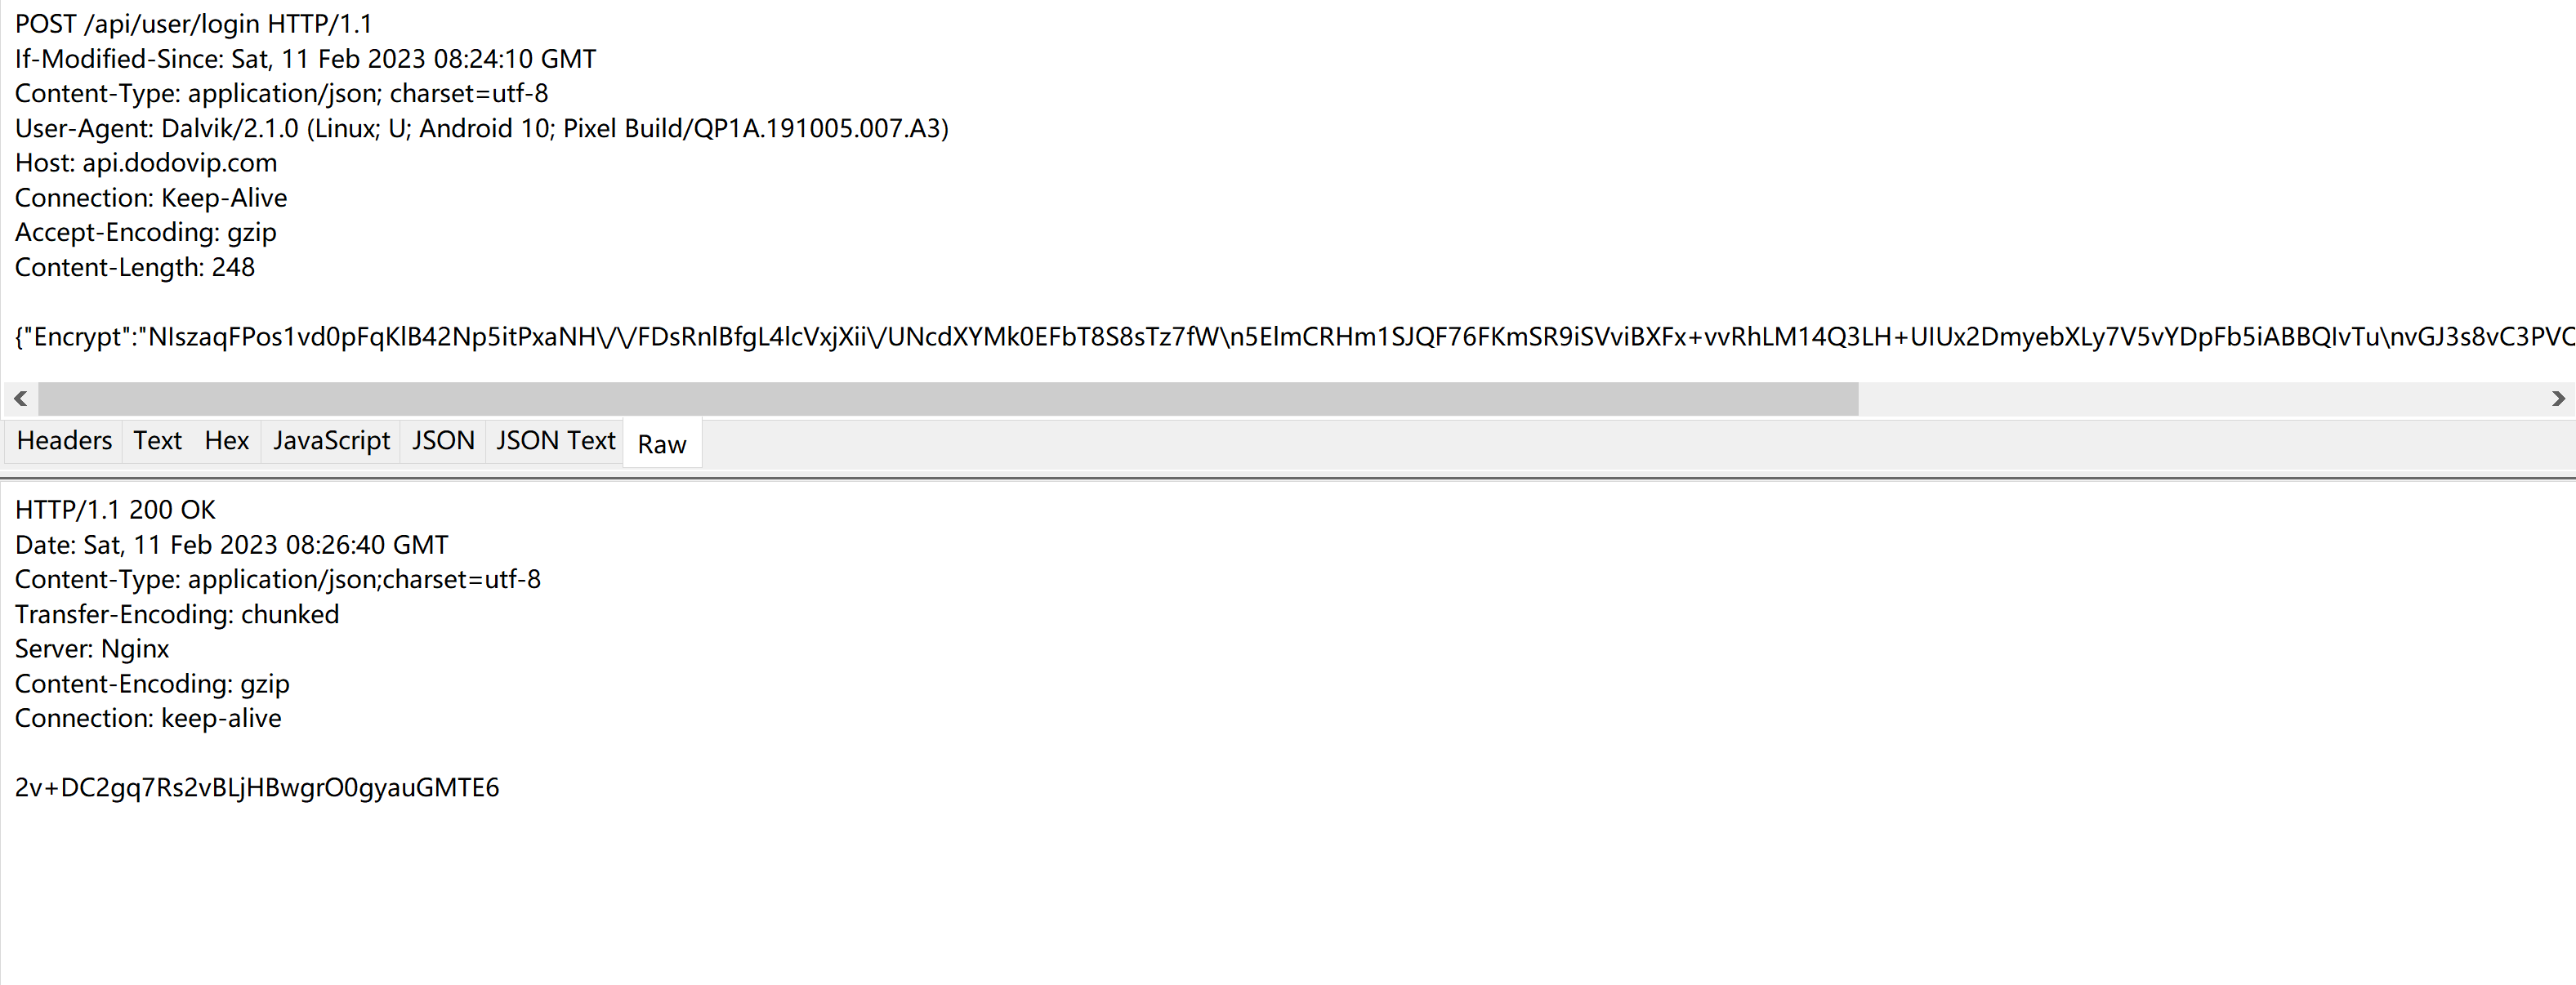 POST /api/user/login HTTP/1.1
If-Modified-Since: Sat, 11 Feb 2023 08:24:10 GMT
Content-Type: application/json; charset=utf-8
User-Agent: Dalvik/2.1.0 (Linux; U; Android 10; Pixel Build/QP1A.191005.007.A3)
Host: api.dodovip.com
Connection: Keep-Alive
Accept-Encoding: gzip
Content-Length: 248
{"Encrypt":"NIszaqFPos1vd0pFqKlB42Np5itPxaNH\/\/FDsRnlBfgL4lcVxjXii\/UNcdXYMk0EFbT8S8sTz7fW\n5ElmCRHm1SJQF76FKmSR9iSVviBXFx+vvRhLM14Q3LH+UIUx2DmyebXLy7V5vYDpFb5iABBQIvTu\nvGJ3s8vC3PVC
Headers Text Hex JavaScript JSON JSON Text Raw
HTTP/1.1 200 OK
Date: Sat, 11 Feb 2023 08:26:40 GMT
Content-Type: application/json;charset=utf-8
Transfer-Encoding: chunked
Server: Nginx
Content-Encoding: gzip
Connection: keep-alive
2v+DC2gq7Rs2vBLjHBwgrO0gyauGMTE6